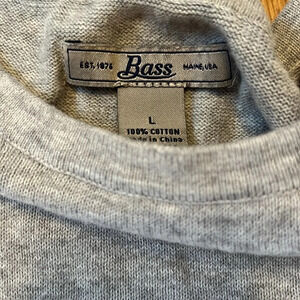 EST. 1876 Bass MAINE, USA
L
100% COTTON
Made in China